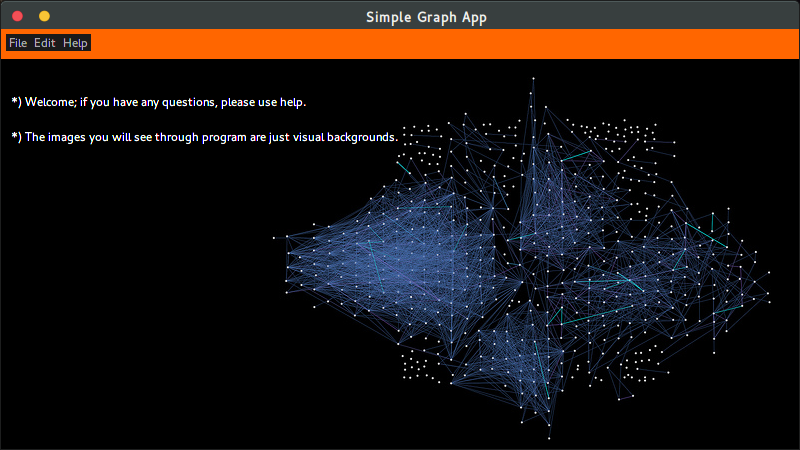 Simple Graph App
File Edit Help
*) Welcome; if you have any questions, please use help.
*) The images you will see through program are just visual backgrounds.